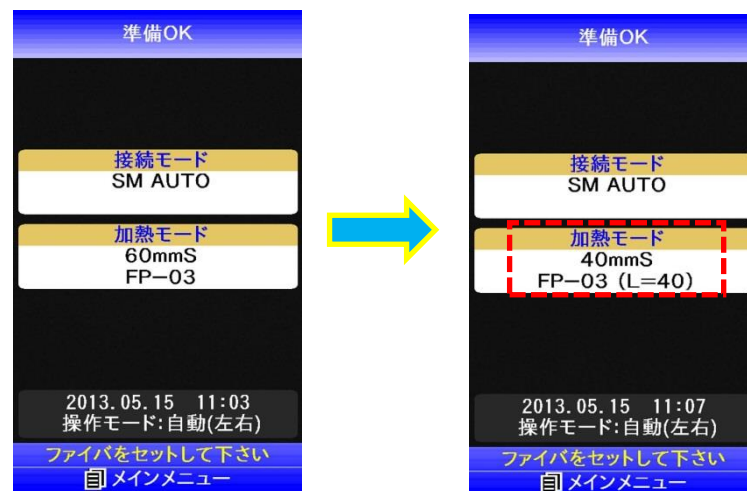 準備OK
接続モード
SM AUTO
加熱モード
60mmS
FP-03
2013.05.15 11:03
操作モード:自動(左右)
ファイバをセットして下さい
メインメニュー
準備OK
接続モード
SM AUTO
加熱モード
40mmS
FP-03 (L=40)
2013.05.15 11:07
操作モード:自動(左右)
ファイバをセットして下さい
メインメニュー